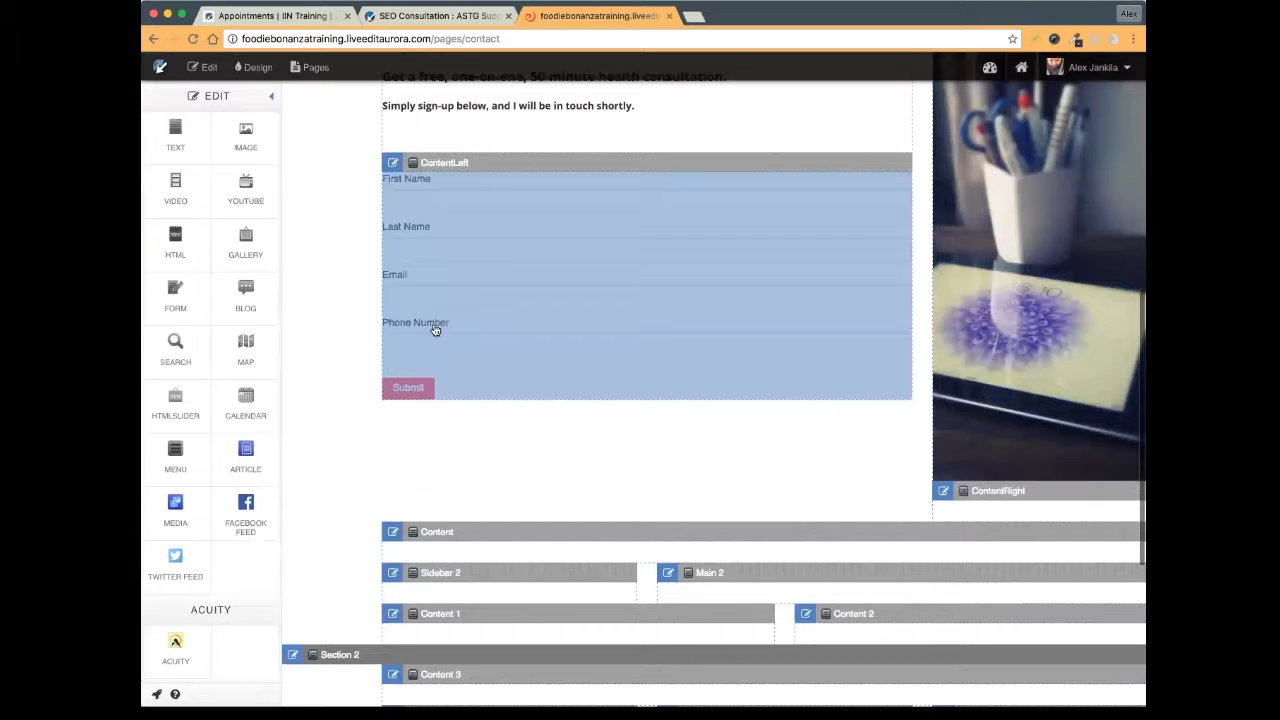 Appointments | IIN Training |
SEO Consultation : ASTG Supp
foodiebonanzatraining.liveedit
Alex
foodiebonanzatraining.liveeditaurora.com/pages/contact
Edit
Design
Pages
Alex Jankila
EDIT
TEXT
IMAGE
VIDEO
YOUTUBE
HTML
GALLERY
FORM
BLOG
SEARCH
MAP
HTMLSLIDER
CALENDAR
MENU
ARTICLE
MEDIA
FACEBOOK
FEED
TWITTER FEED
ACUITY
ACUITY
Get a free, one-on-one, 50-minute health consultation.
Simply sign-up below, and I will be in touch shortly.
ContentLeft
First Name
Last Name
Email
Phone Number
Submit
ContentRight
Content
Sidebar 2
Main 2
Content 1
Content 2
Section 2
Content 3